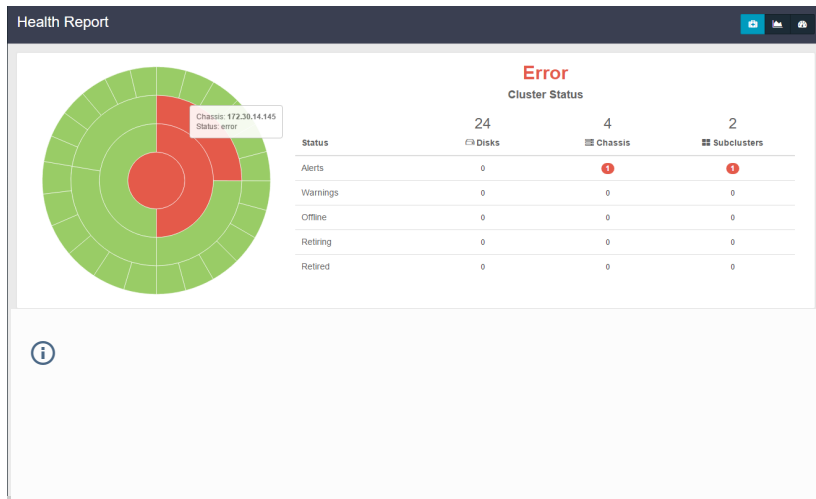 Health Report
Error
Cluster Status
Chassis: 172.30.14.145
Status: error
24 4 2
Status Disks Chassis Subclusters
Alerts 0 1 1
Warnings 0 0 0
Offline 0 0 0
Retiring 0 0 0
Retired 0 0 0